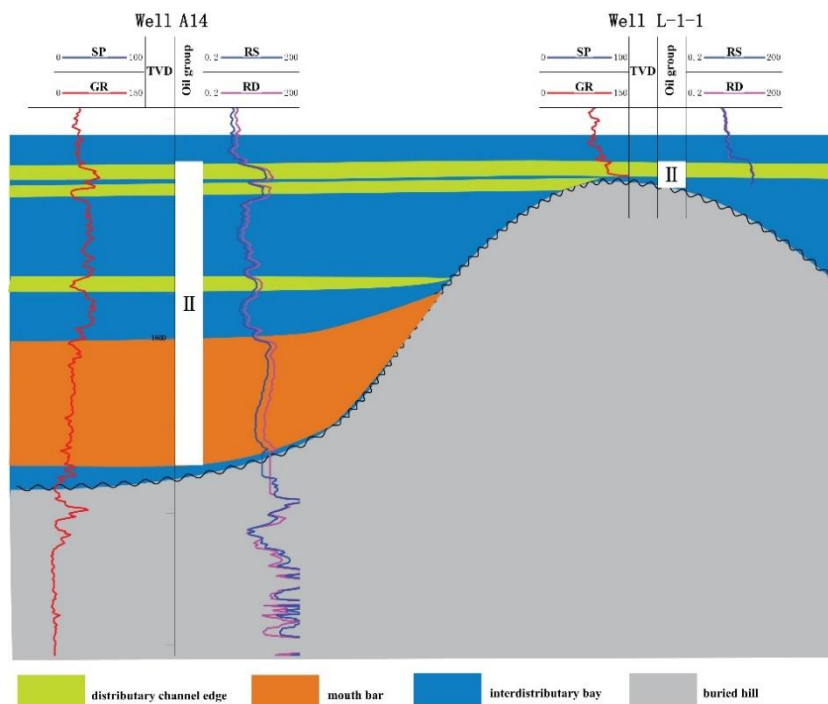 Well A14 Well L-1-1
0 SP 100 TVD Oil group 0.2 RS 200 0 SP 100 TVD Oil group 0.2 RS 200
0 GR 150 0.2 RD 200 0 GR 150 0.2 RD 200
II
II
1600
distributary channel edge mouth bar interdistributary bay buried hill